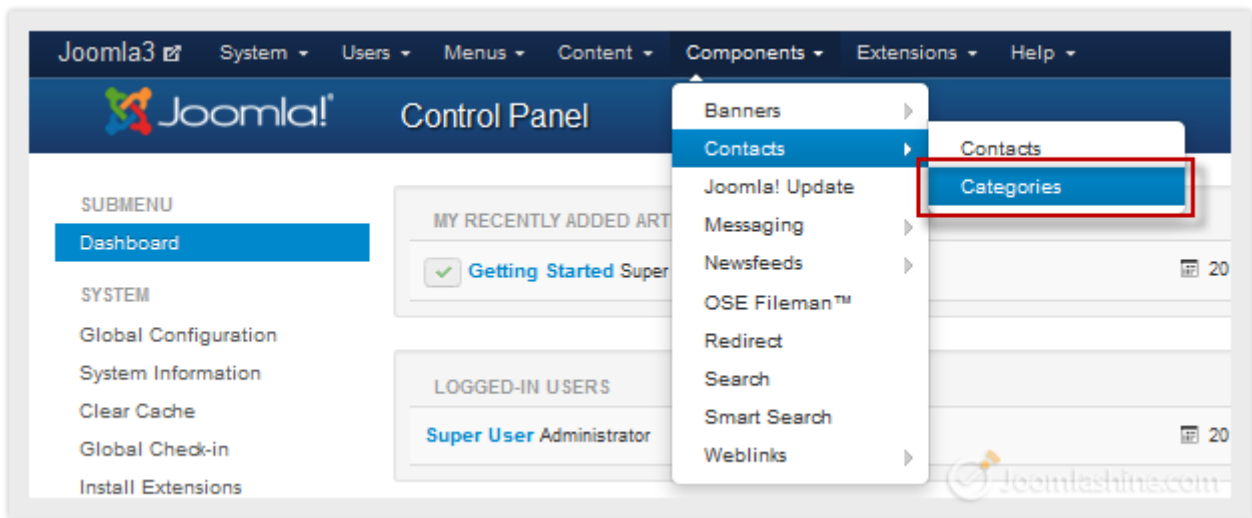 Joomla3 System Users Menus Content Components Extensions Help
Joomla!® Control Panel
Banners
Contacts
Contacts
Categories
Joomla! Update
Messaging
Newsfeeds
OSE Fileman™
Redirect
Search
Smart Search
Weblinks
SUBMENU
Dashboard
SYSTEM
Global Configuration
System Information
Clear Cache
Global Check-in
Install Extensions
MY RECENTLY ADDED ART
Getting Started Super
20
LOGGED-IN USERS
Super User Administrator
20
Joomlashine.com